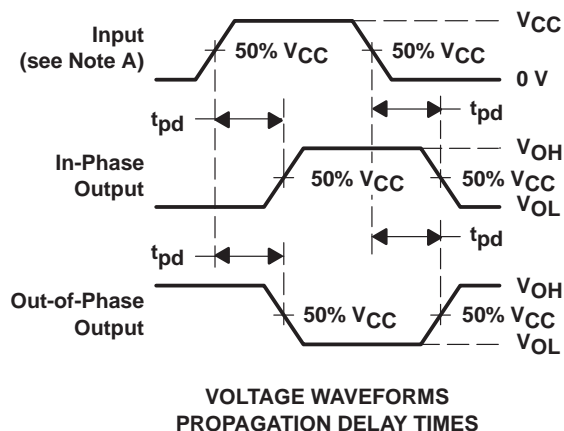 Input
(see Note A)
50% VCC
50% VCC
VCC
0 V
tpd
tpd
In-Phase
Output
50% VCC
VOH
50% VCC
VOL
tpd
tpd
Out-of-Phase
Output
50% VCC
VOH
50% VCC
VOL
VOLTAGE WAVEFORMS
PROPAGATION DELAY TIMES